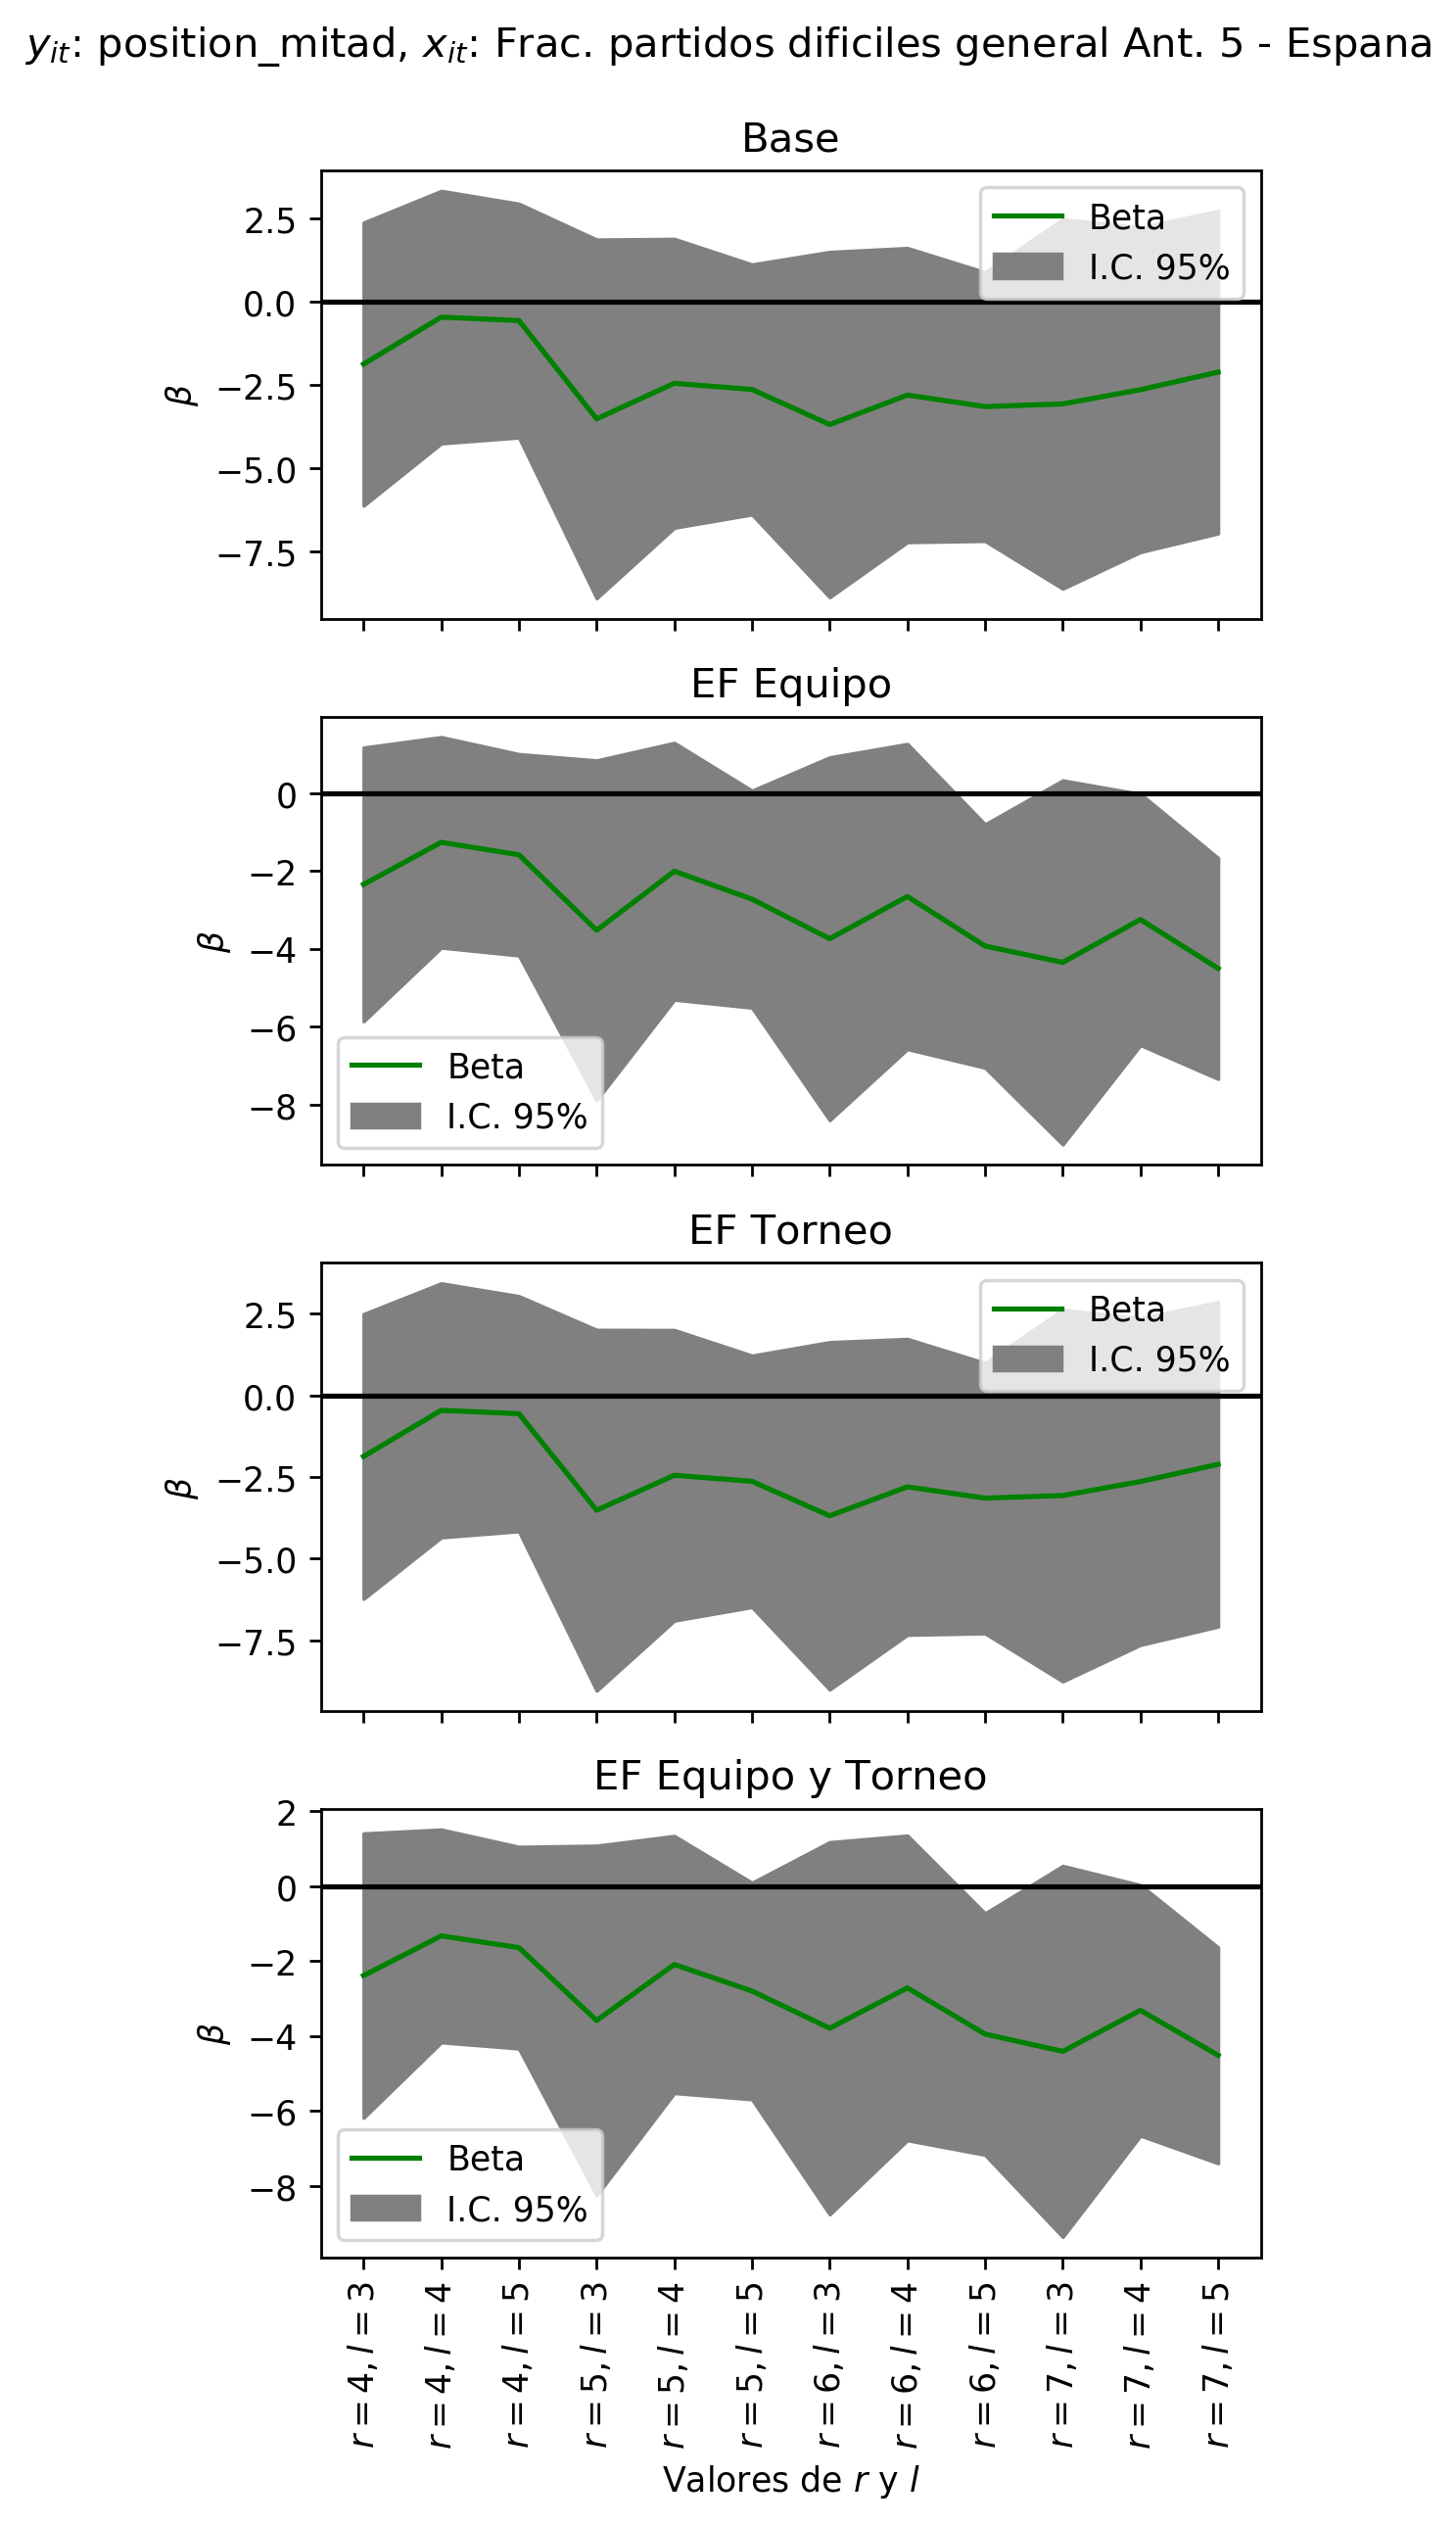 y_it: position_mitad, x_it: Frac. partidos dificiles general Ant. 5 - Espana
Base
2.5
0.0
−2.5
−5.0
−7.5
β
Beta
I.C. 95%
EF Equipo
0
−2
−4
−6
−8
β
Beta
I.C. 95%
EF Torneo
2.5
0.0
−2.5
−5.0
−7.5
β
Beta
I.C. 95%
EF Equipo y Torneo
2
0
−2
−4
−6
−8
β
Beta
I.C. 95%
r = 4, l = 3
r = 4, l = 4
r = 4, l = 5
r = 5, l = 3
r = 5, l = 4
r = 5, l = 5
r = 6, l = 3
r = 6, l = 4
r = 6, l = 5
r = 7, l = 3
r = 7, l = 4
r = 7, l = 5
Valores de r y l